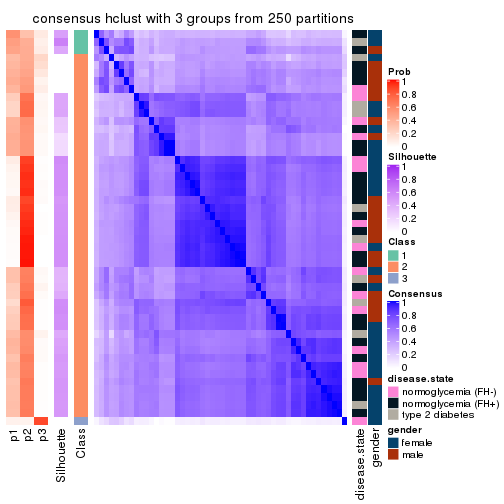 consensus hclust with 3 groups from 250 partitions
Prob
1
0.8
0.6
0.4
0.2
0
Silhouette
1
0.8
0.6
0.4
0.2
0
Class
1
2
3
Consensus
1
0.8
0.6
0.4
0.2
0
disease.state
normoglycemia (FH-)
normoglycemia (FH+)
type 2 diabetes
gender
female
male
p1
p2
p3
Silhouette
Class
disease.state
gender